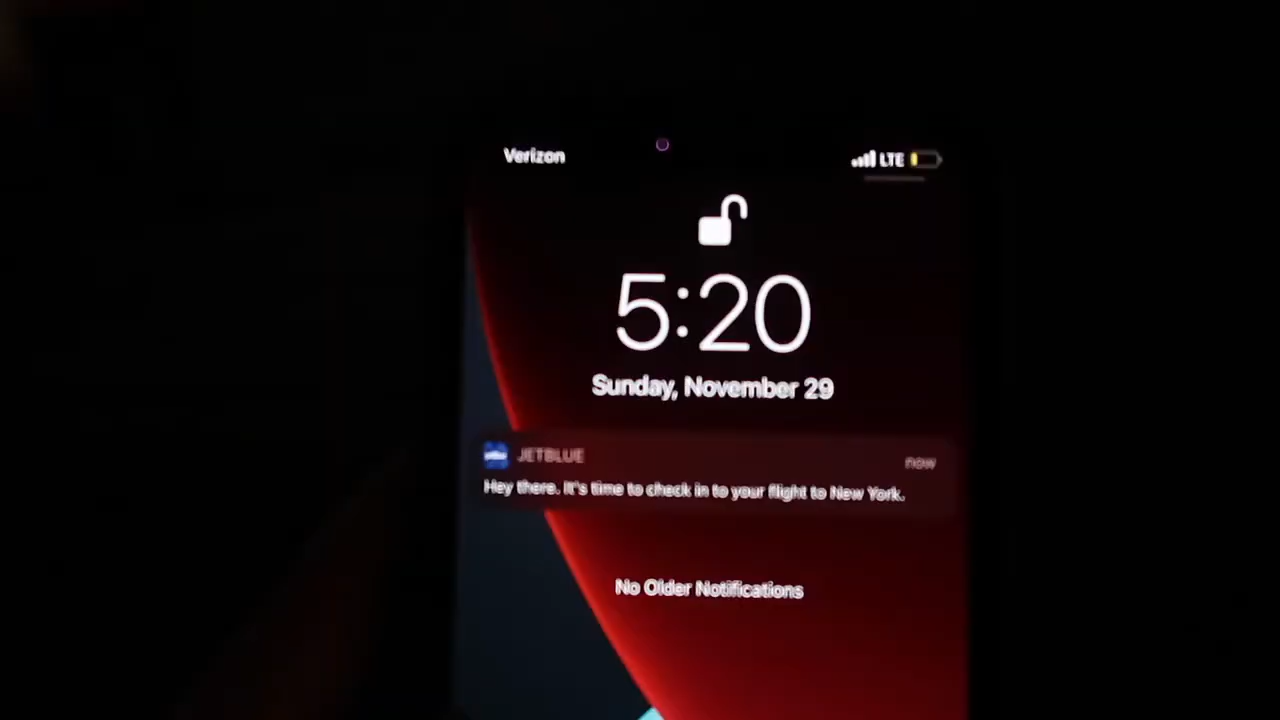 Verizon LTE
5:20
Sunday, November 29
JETBLUE now
Hey there. It's time to check in to your flight to New York.
No Older Notifications